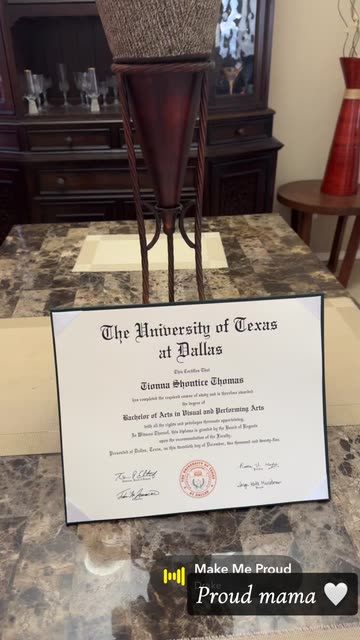 The University of Texas
at Dallas
This Certifies That
Tionna Shontice Thomas
has completed the required course of study and is therefore awarded
the degree of
Bachelor of Arts in Visual and Performing Arts
with all the rights and privileges thereunto appertaining.
In Witness Thereof, this diploma is granted by the Board of Regents
upon the recommendation of the Faculty.
Presented at Dallas, Texas, on this twentieth day of December, two thousand and twenty-five.
Make Me Proud
Drake
Proud mama 🤍